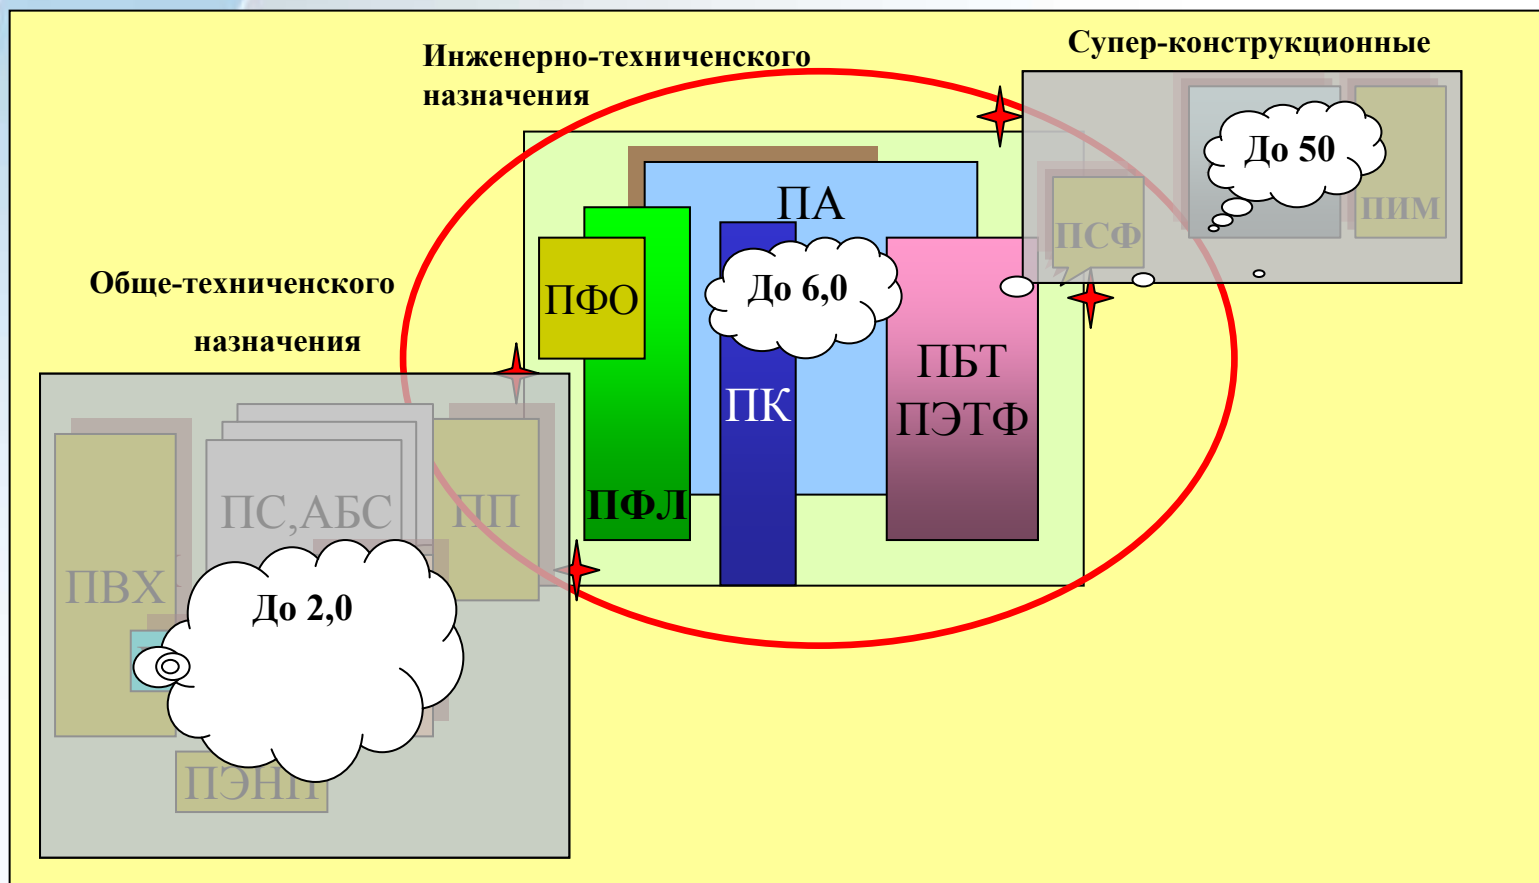 Инженерно-техниченского
назначения
Супер-конструкционные
До 50
ПИМ
ПСФ
ПА
До 6,0
ПФО
ПБТ
ПЭТФ
ПК
ПФЛ
Обще-техниченского
назначения
ПС,АБС
ПП
ПВХ
До 2,0
ПЭНП